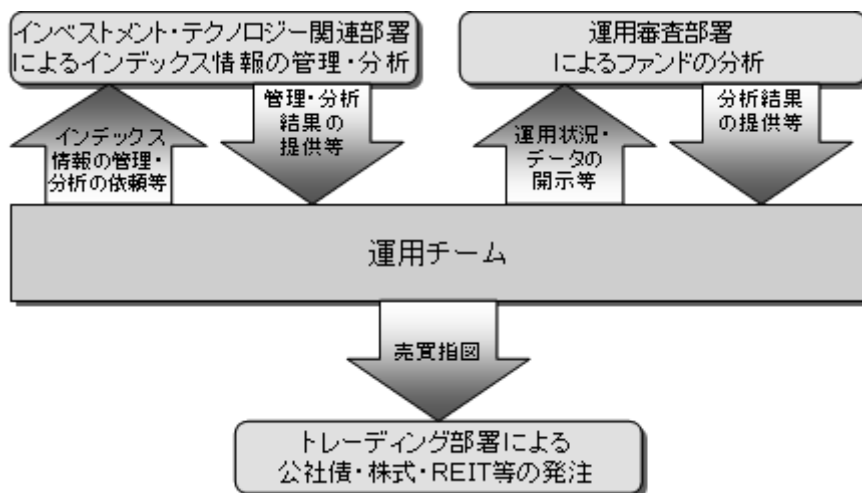 インベストメント・テクノロジー関連部署
によるインデックス情報の管理・分析
運用審査部署
によるファンドの分析
インデックス
情報の管理・
分析の依頼等
管理・分析
結果の
提供等
運用状況・
データの
開示等
分析結果
の提供等
運用チーム
売買指図
トレーディング部署による
公社債・株式・REIT等の発注